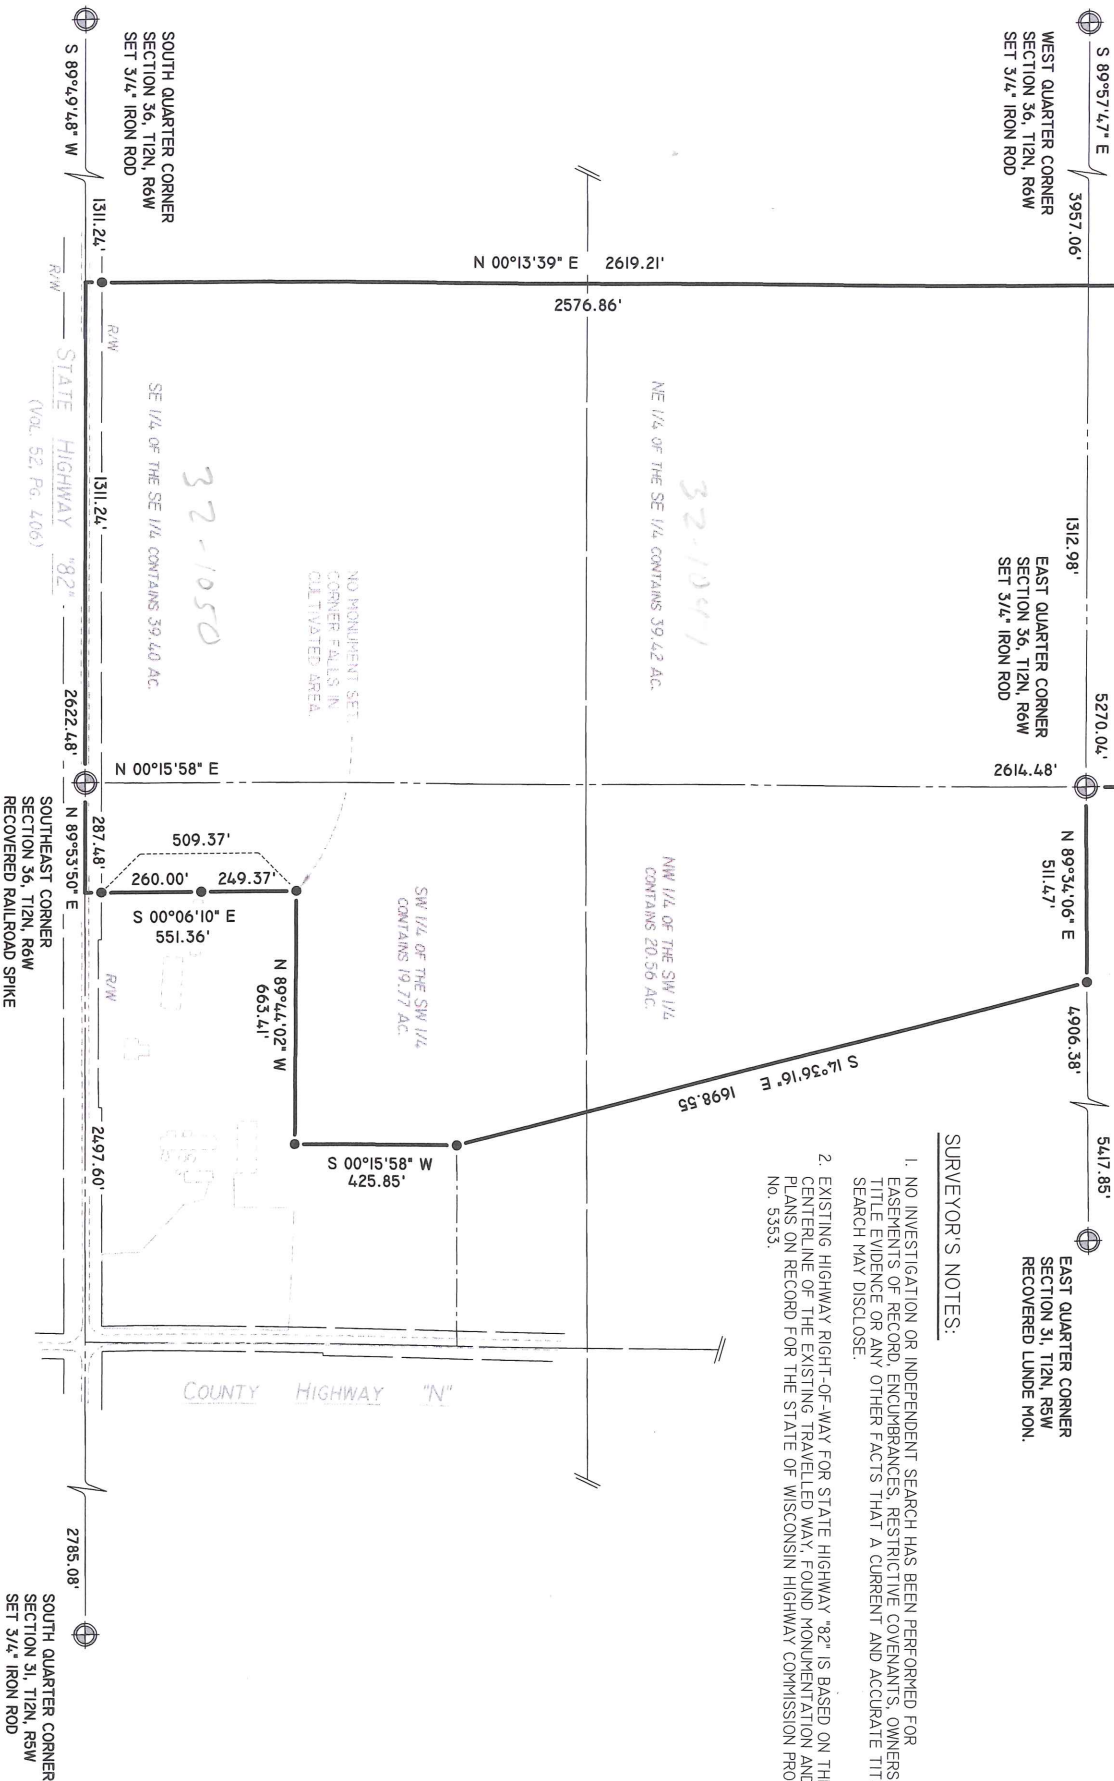 S 89°57'47" E
3957.06'
1312.98'
5270.04'
WEST QUARTER CORNER
SECTION 36, T12N, R6W
SET 3/4" IRON ROD
EAST QUARTER CORNER
SECTION 36, T12N, R6W
SET 3/4" IRON ROD
2614.48'
N 89°34'06" E
511.47'
4906.38'
5417.85'
EAST QUARTER CORNER
SECTION 31, T12N, R5W
RECOVERED LUNDE MON.
SURVEYOR'S NOTES:
1. NO INVESTIGATION OR INDEPENDENT SEARCH HAS BEEN PERFORMED FOR
EASEMENTS OF RECORD, ENCUMBRANCES, RESTRICTIVE COVENANTS, OWNERS
TITLE EVIDENCE OR ANY OTHER FACTS THAT A CURRENT AND ACCURATE TIT
SEARCH MAY DISCLOSE.
2. EXISTING HIGHWAY RIGHT-OF-WAY FOR STATE HIGHWAY "82" IS BASED ON TH
CENTERLINE OF THE EXISTING TRAVELLED WAY, FOUND MONUMENTATION AND
PLANS ON RECORD FOR THE STATE OF WISCONSIN HIGHWAY COMMISSION PRO
No. 5353.
N 00°13'39" E 2619.21'
2576.86'
NE 1/4 OF THE SE 1/4 CONTAINS 39.42 AC.
NW 1/4 OF THE SW 1/4
CONTAINS 20.56 AC.
S 14°36'16" E 1698.55
SW 1/4 OF THE SW 1/4
CONTAINS 19.77 AC.
S 00°15'58" W
425.85'
N 89°44'02" W
663.41'
NO MONUMENT SET.
CORNER FALLS IN
CULTIVATED AREA.
32-1050
SE 1/4 OF THE SE 1/4 CONTAINS 39.40 AC.
N 00°15'58" E
509.37'
260.00'
249.37'
S 00°06'10" E
551.36'
SOUTH QUARTER CORNER
SECTION 36, T12N, R6W
SET 3/4" IRON ROD
S 89°49'48" W
1311.24'
R/W
1311.24'
2622.48'
287.48'
R/W
2497.60'
N 89°53'50" E
2785.08'
R/W
STATE HIGHWAY "82"
(VOL. 52, PG. 406)
COUNTY HIGHWAY "N"
SOUTHEAST CORNER
SECTION 36, T12N, R6W
RECOVERED RAILROAD SPIKE
SOUTH QUARTER CORNER
SECTION 31, T12N, R5W
SET 3/4" IRON ROD